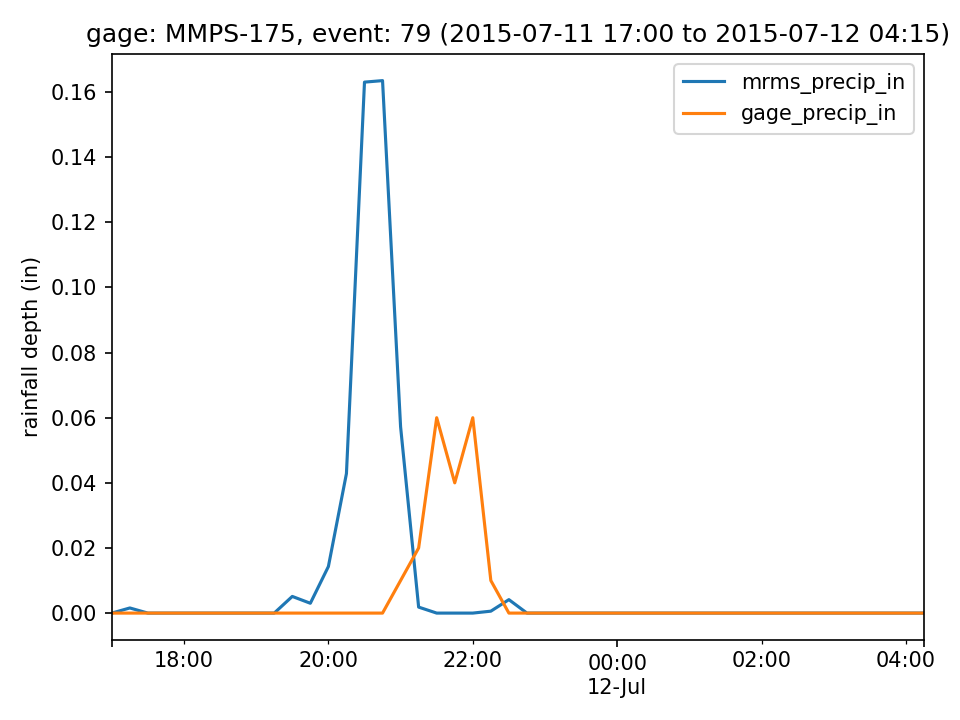 gage: MMPS-175, event: 79 (2015-07-11 17:00 to 2015-07-12 04:15)
mrms_precip_in
gage_precip_in
rainfall depth (in)
0.16
0.14
0.12
0.10
0.08
0.06
0.04
0.02
0.00
18:00 20:00 22:00 00:00 02:00 04:00
12-Jul